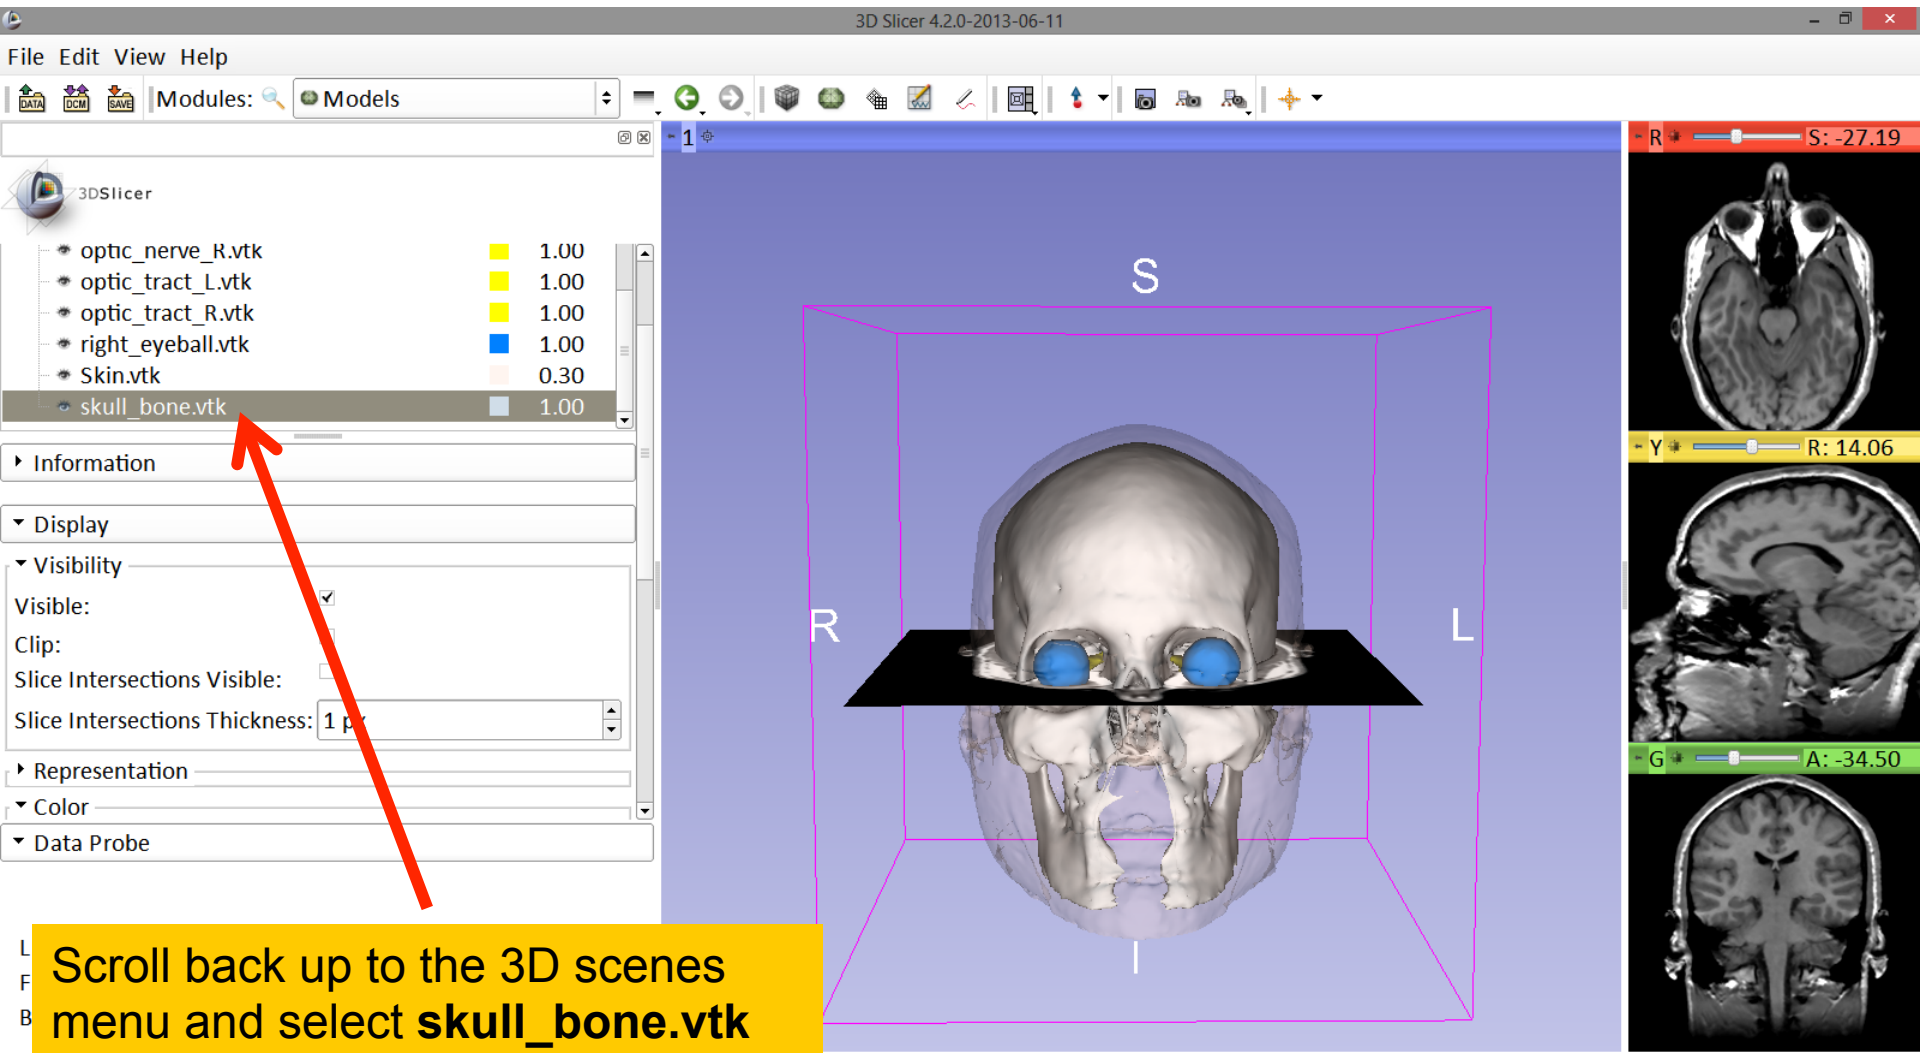 3D Slicer 4.2.0-2013-06-11
File Edit View Help
DATA DCM SAVE Modules: Models
1
R S: -27.19
3DSlicer
optic_nerve_R.vtk 1.00
optic_tract_L.vtk 1.00
optic_tract_R.vtk 1.00
right_eyeball.vtk 1.00
Skin.vtk 0.30
skull_bone.vtk 1.00
S
R
L
I
Y R: 14.06
G A: -34.50
Information
Display
Visibility
Visible:
Clip:
Slice Intersections Visible:
Slice Intersections Thickness: 1 px
Representation
Color
Data Probe
L
F
B
Scroll back up to the 3D scenes
menu and select skull_bone.vtk